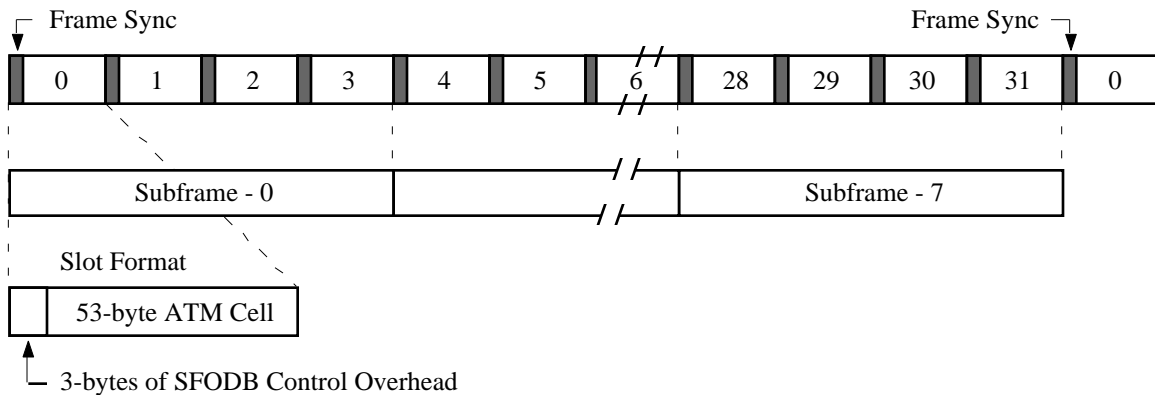 Frame Sync Frame Sync
0 1 2 3 4 5 6 28 29 30 31 0
Subframe - 0 Subframe - 7
Slot Format
53-byte ATM Cell
3-bytes of SFODB Control Overhead